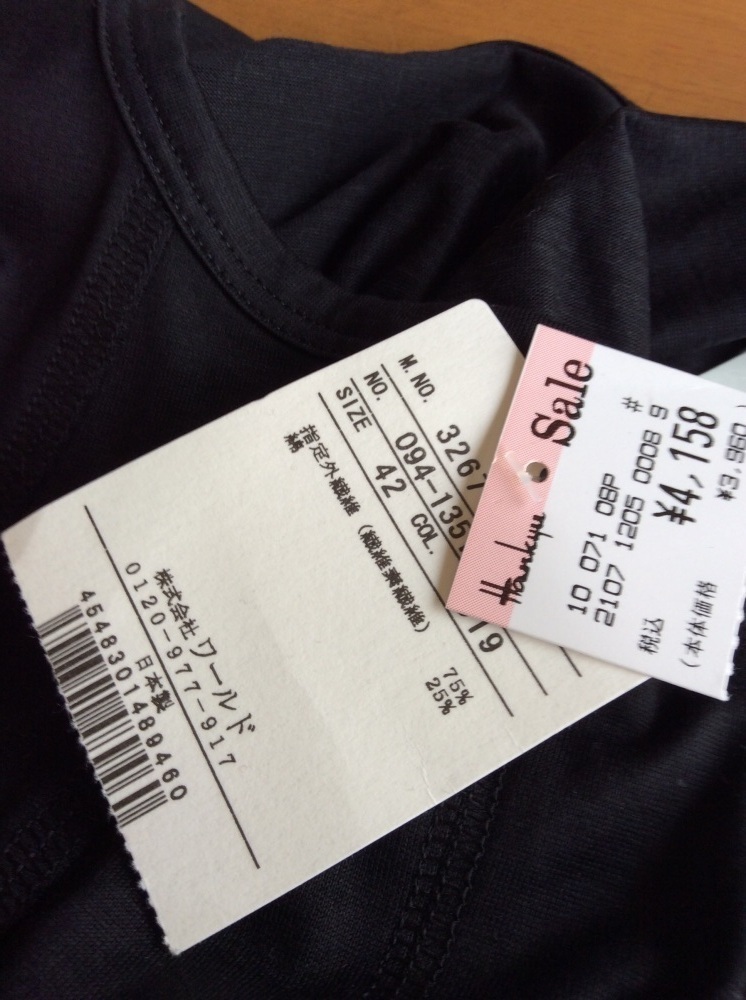 M.NO. 3267
NO. 094-135
SIZE 42 COL. 19
指定外繊維 (繊維素繊維) 75%
綿 25%
株式会社 ワールド
0120-977-917
日本製
4548301489460
Sale
Hankyu
# 9
10 071 08P
2107 1205 0008
¥4,158
税込
¥3,960
(本体価格